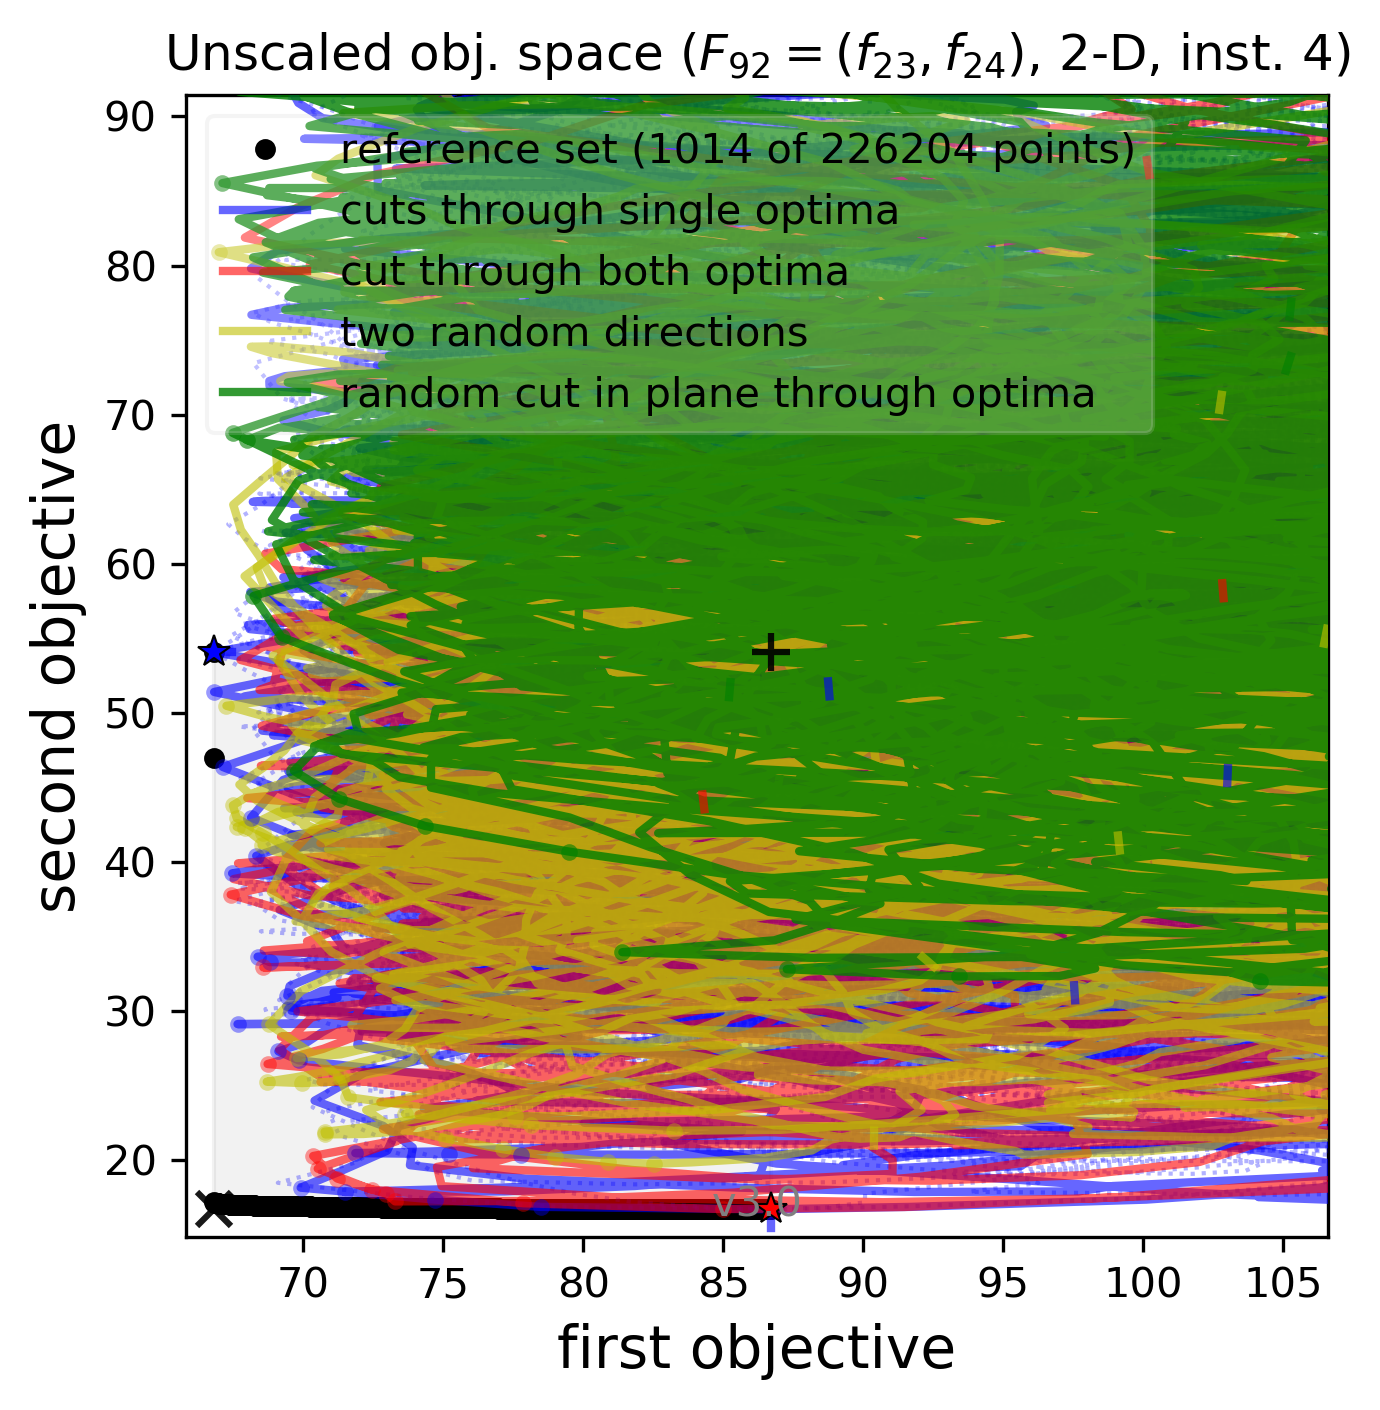 Unscaled obj. space (F92 = (f23, f24), 2-D, inst. 4)
90
80
70
60
50
40
30
20
second objective
reference set (1014 of 226204 points)
cuts through single optima
cut through both optima
two random directions
random cut in plane through optima
v3.0
70 75 80 85 90 95 100 105
first objective